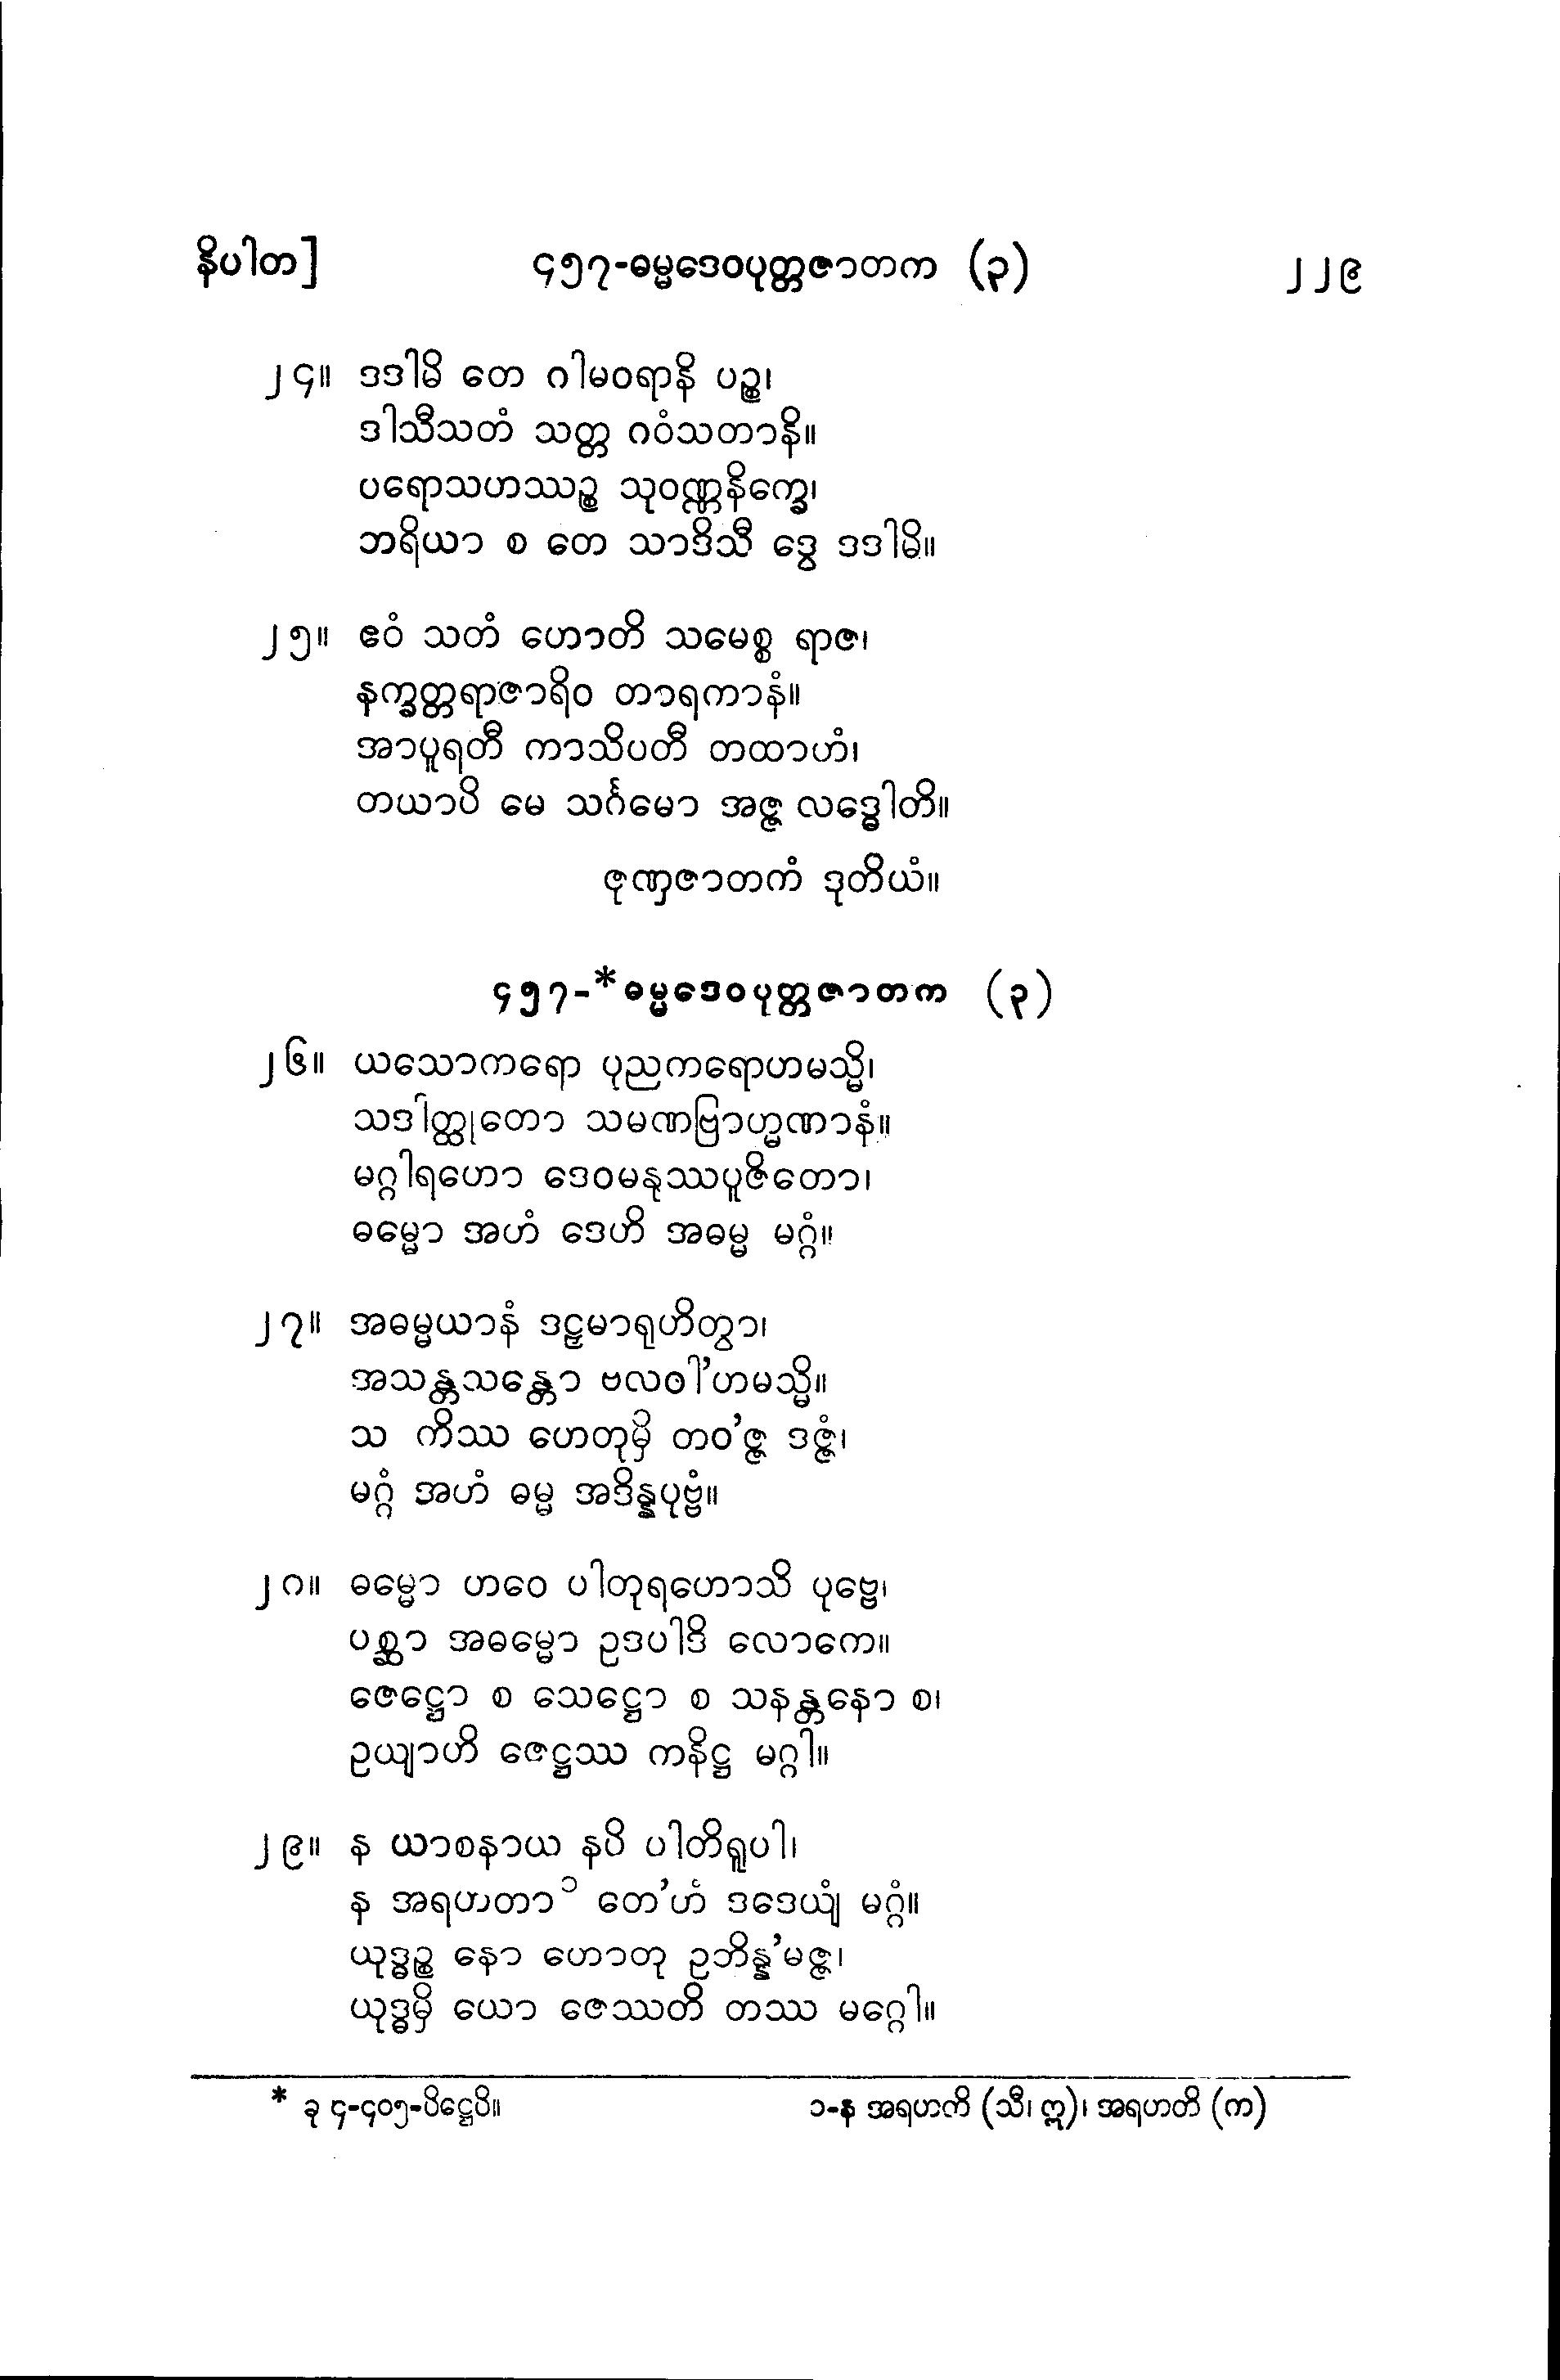 နိပါတ] ၄၅၇-ဓမ္မဒေဝပုတ္တဇာတက (၃) ၂၂၉
၂၄။ ဒဒါမိ တေ ဂါမဝရာနိ ပဉ္စ၊
ဒါသီသတံ သတ္တ ဂဝံသတာနိ။
ပရောသဟဿဉ္စ သုဝဏ္ဏနိက္ခေ၊
ဘရိယာ စ တေ သာဒိသီ ဒွေ ဒဒါမိ။
၂၅။ ဧဝံ သတံ ဟောတိ သမေစ္စ ရာဇ၊
နက္ခတ္တရာဇာရိဝ တာရကာနံ။
အာပူရတီ ကာသိပတီ တထာဟံ၊
တယာပိ မေ သင်္ဂမော အဇ္ဇ လဒ္ဓေါတိ။
ဇုဏှဇာတကံ ဒုတိယံ။
၄၅၇-*ဓမ္မဒေဝပုတ္တဇာတက (၃)
၂၆။ ယသောကရော ပုညကရောဟမသ္မိ၊
သဒါတ္ထုတော သမဏဗြာဟ္မဏာနံ။
မဂ္ဂါရဟော ဒေဝမနုဿပူဇိတော၊
ဓမ္မော အဟံ ဒေဟိ အဓမ္မ မဂ္ဂံ။
၂၇။ အဓမ္မယာနံ ဒဠှမာရုဟိတွာ၊
အသန္တသန္တော ဗလဝါ’ဟမသ္မိ။
သ ကိဿ ဟေတုမှိ တဝ’ဇ္ဇ ဒဇ္ဇံ၊
မဂ္ဂံ အဟံ ဓမ္မ အဒိန္နပုဗ္ဗံ။
၂၈။ ဓမ္မော ဟဝေ ပါတုရဟောသိ ပုဗ္ဗေ၊
ပစ္ဆာ အဓမ္မော ဥဒပါဒိ လောကေ။
ဇေဋ္ဌော စ သေဋ္ဌော စ သနန္တနော စ၊
ဥယျာဟိ ဇေဋ္ဌဿ ကနိဋ္ဌ မဂ္ဂါ။
၂၉။ န ယာစနာယ နပိ ပါတိရူပါ၊
န အရဟတာ ၁ တေ’ဟံ ဒဒေယျံ မဂ္ဂံ။
ယုဒ္ဓဉ္စ နော ဟောတု ဥဘိန္န’မဇ္ဇ၊
ယုဒ္ဓမှိ ယော ဇေဿတိ တဿ မဂ္ဂေါ။
* ခု ၄-၄၀၅-ပိဋ္ဌေပိ။ ၁-န အရဟကိ (သီ၊ ဣ)၊ အရဟတိ (က)